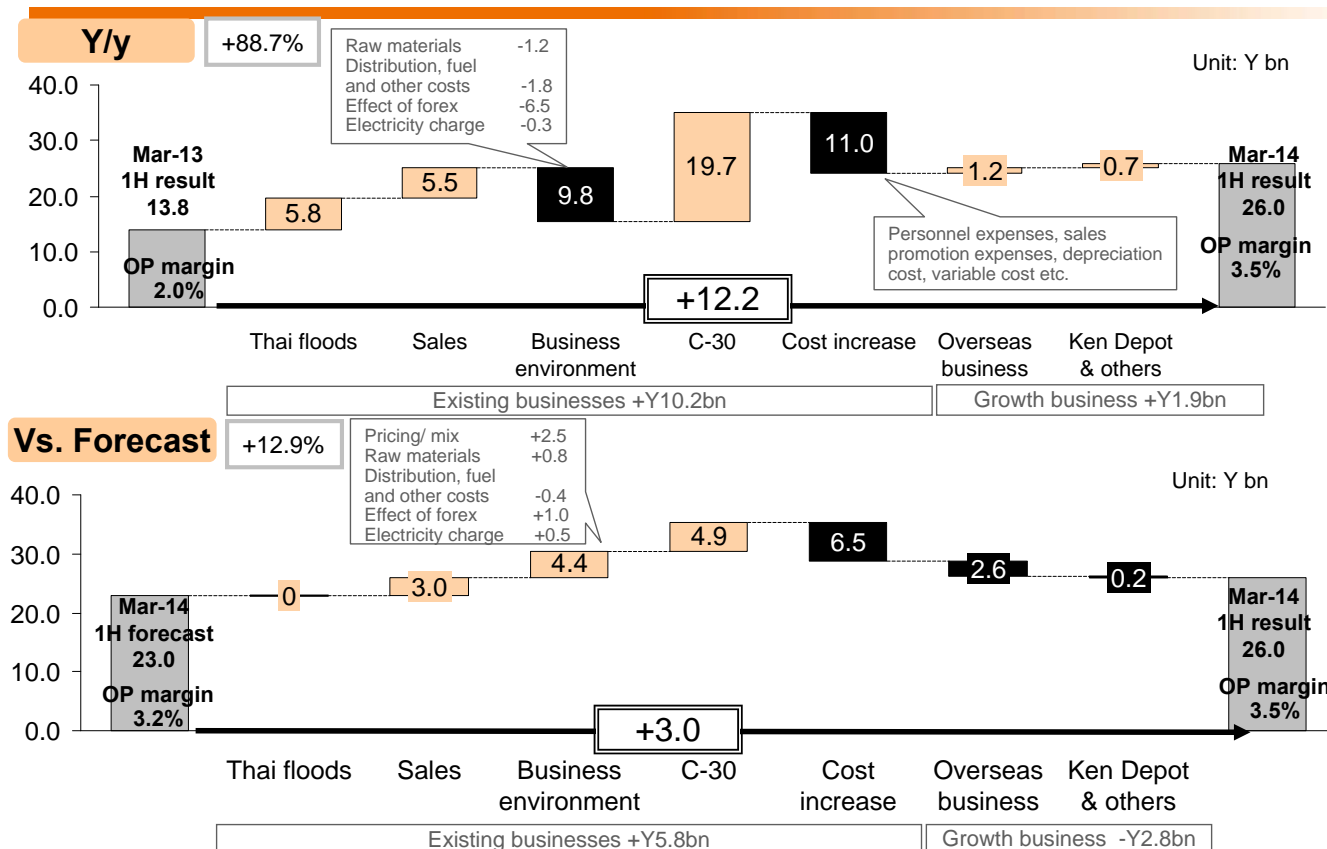 Y/y
+88.7%
Raw materials -1.2
Distribution, fuel
and other costs -1.8
Effect of forex -6.5
Electricity charge -0.3
Unit: Y bn
40.0
30.0
20.0
10.0
0.0
Mar-13
1H result
13.8
OP margin
2.0%
5.8
5.5
9.8
19.7
11.0
1.2
0.7
Mar-14
1H result
26.0
OP margin
3.5%
Personnel expenses, sales
promotion expenses, depreciation
cost, variable cost etc.
+12.2
Thai floods
Sales
Business
environment
C-30
Cost increase
Overseas
business
Ken Depot
& others
Existing businesses +Y10.2bn
Growth business +Y1.9bn
Vs. Forecast
+12.9%
Pricing/ mix +2.5
Raw materials +0.8
Distribution, fuel
and other costs -0.4
Effect of forex +1.0
Electricity charge +0.5
Unit: Y bn
40.0
30.0
20.0
10.0
0.0
Mar-14
1H forecast
23.0
OP margin
3.2%
0
3.0
4.4
4.9
6.5
2.6
0.2
Mar-14
1H result
26.0
OP margin
3.5%
+3.0
Thai floods
Sales
Business
environment
C-30
Cost
increase
Overseas
business
Ken Depot
& others
Existing businesses +Y5.8bn
Growth business -Y2.8bn